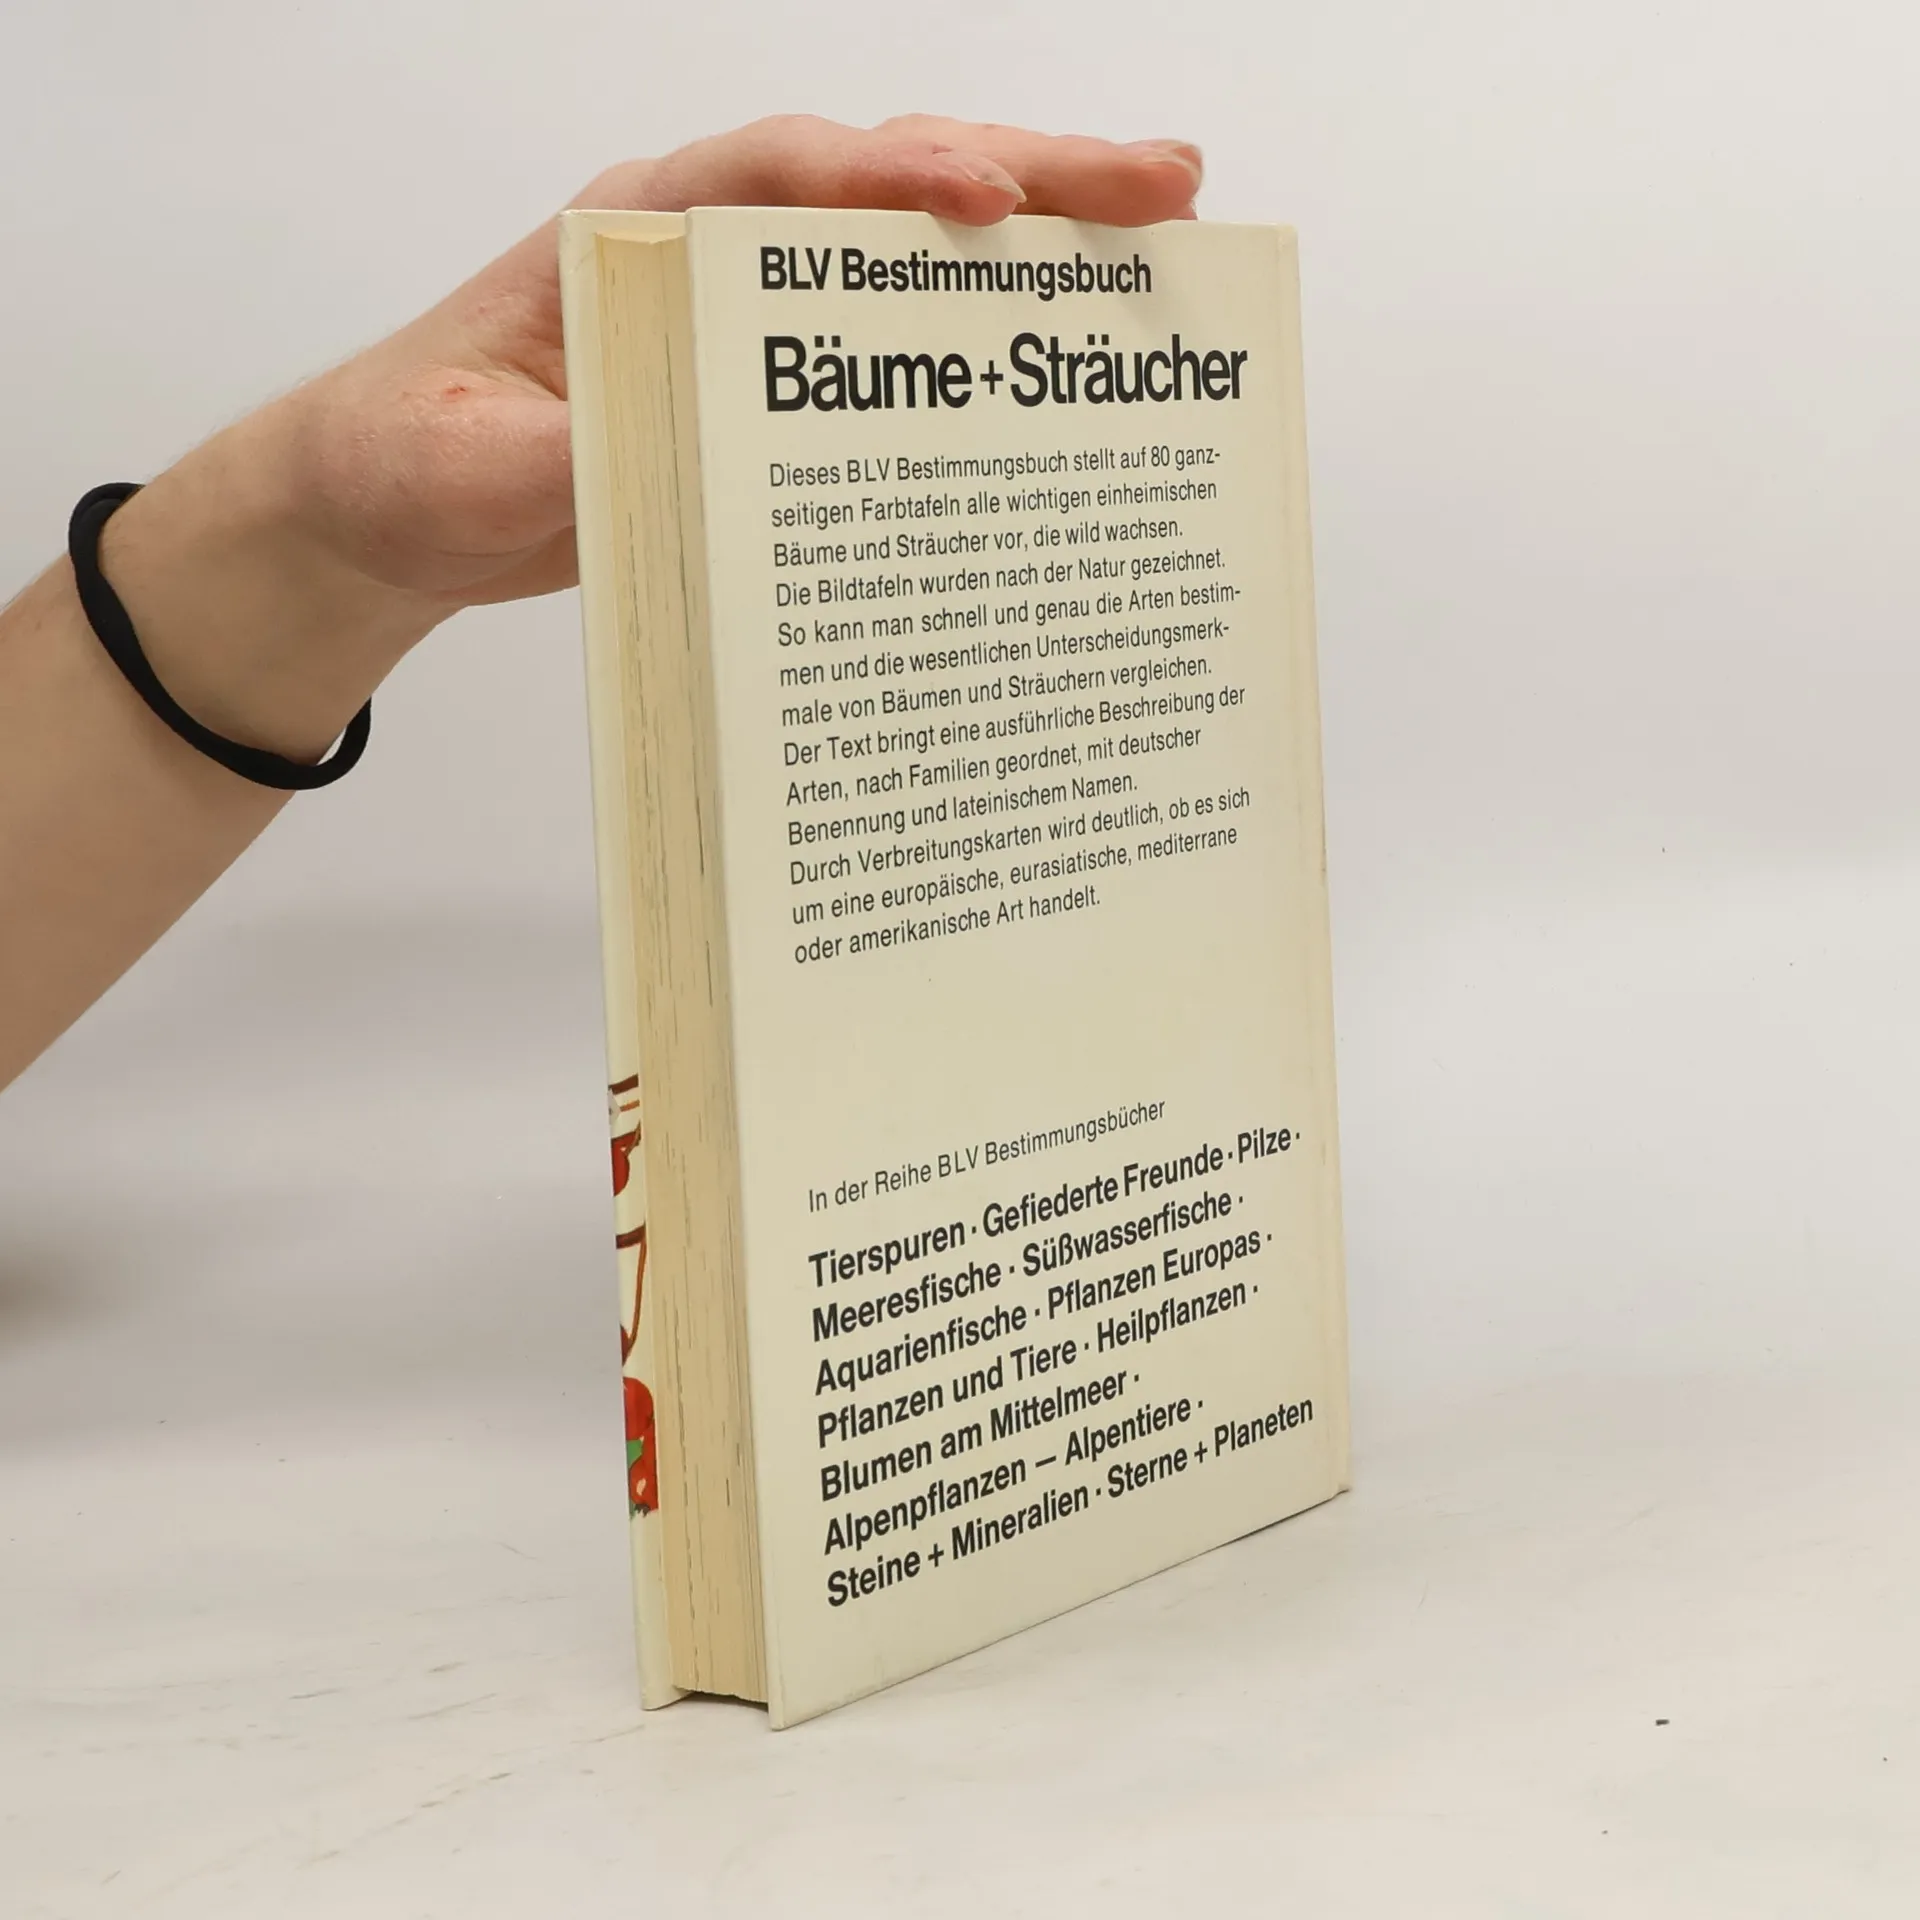 BLV Bestimmungsbuch
Bäume + Sträucher
Dieses BLV Bestimmungsbuch stellt auf 80 ganz-
seitigen Farbtafeln alle wichtigen einheimischen
Bäume und Sträucher vor, die wild wachsen.
Die Bildtafeln wurden nach der Natur gezeichnet.
So kann man schnell und genau die Arten bestim-
men und die wesentlichen Unterscheidungsmerk-
male von Bäumen und Sträuchern vergleichen.
Der Text bringt eine ausführliche Beschreibung der
Arten, nach Familien geordnet, mit deutscher
Benennung und lateinischem Namen.
Durch Verbreitungskarten wird deutlich, ob es sich
um eine europäische, eurasiatische, mediterrane
oder amerikanische Art handelt.
In der Reihe BLV Bestimmungsbücher
Tierspuren · Gefiederte Freunde · Pilze ·
Meeresfische · Süßwasserfische ·
Aquarienfische · Pflanzen Europas ·
Pflanzen und Tiere · Heilpflanzen ·
Blumen am Mittelmeer ·
Alpenpflanzen — Alpentiere ·
Steine + Mineralien · Sterne + Planeten